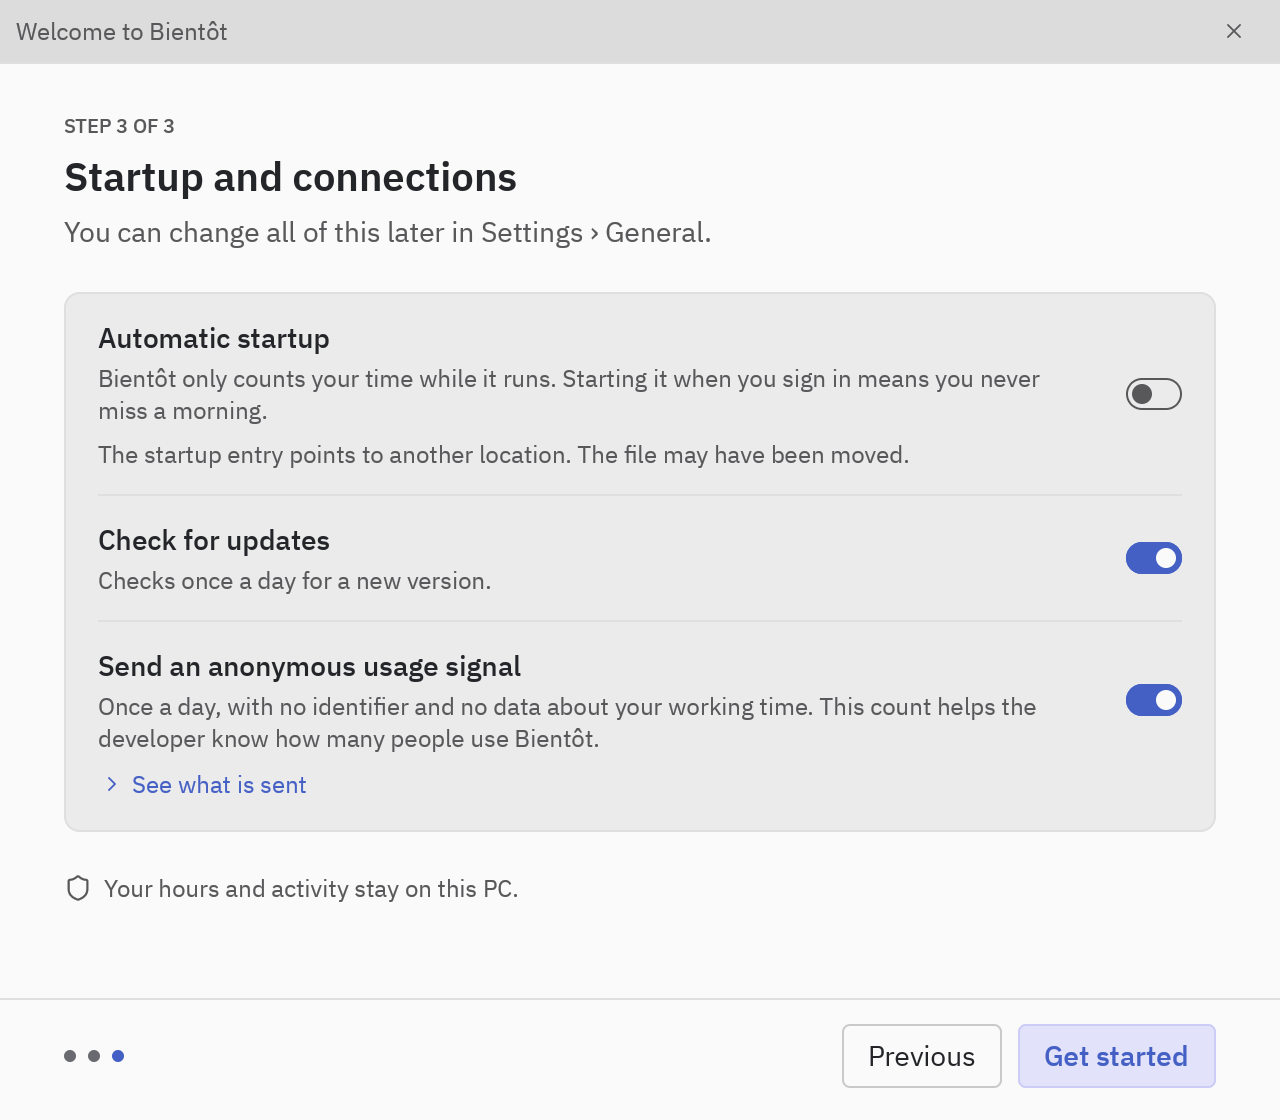 Welcome to Bientôt
STEP 3 OF 3
Startup and connections
You can change all of this later in Settings › General.
Automatic startup
Bientôt only counts your time while it runs. Starting it when you sign in means you never
miss a morning.
The startup entry points to another location. The file may have been moved.
Check for updates
Checks once a day for a new version.
Send an anonymous usage signal
Once a day, with no identifier and no data about your working time. This count helps the
developer know how many people use Bientôt.
See what is sent
Your hours and activity stay on this PC.
Previous
Get started